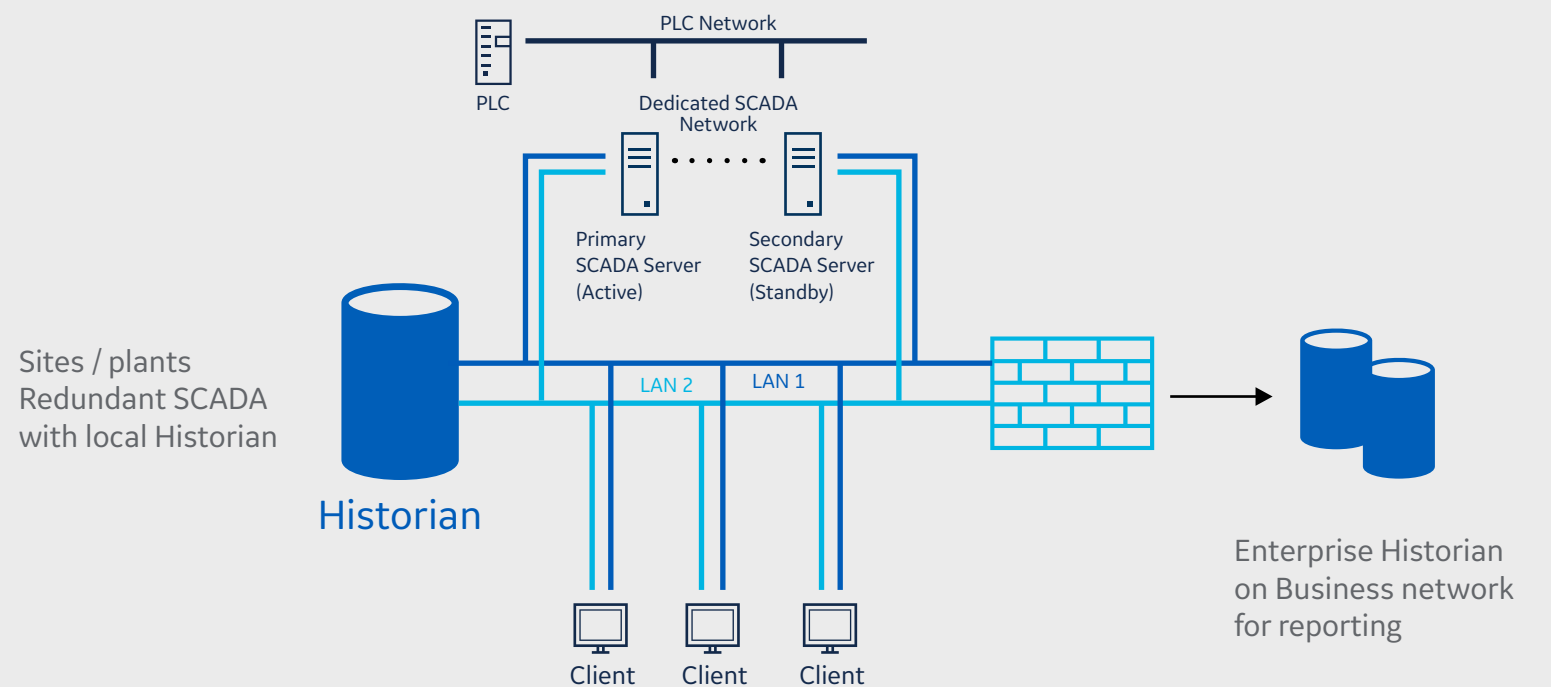 PLC Network
PLC
Dedicated SCADA
Network
Primary
SCADA Server
(Active)
Secondary
SCADA Server
(Standby)
Sites / plants
Redundant SCADA
with local Historian
LAN 2
LAN 1
Historian
Enterprise Historian
on Business network
for reporting
Client
Client
Client